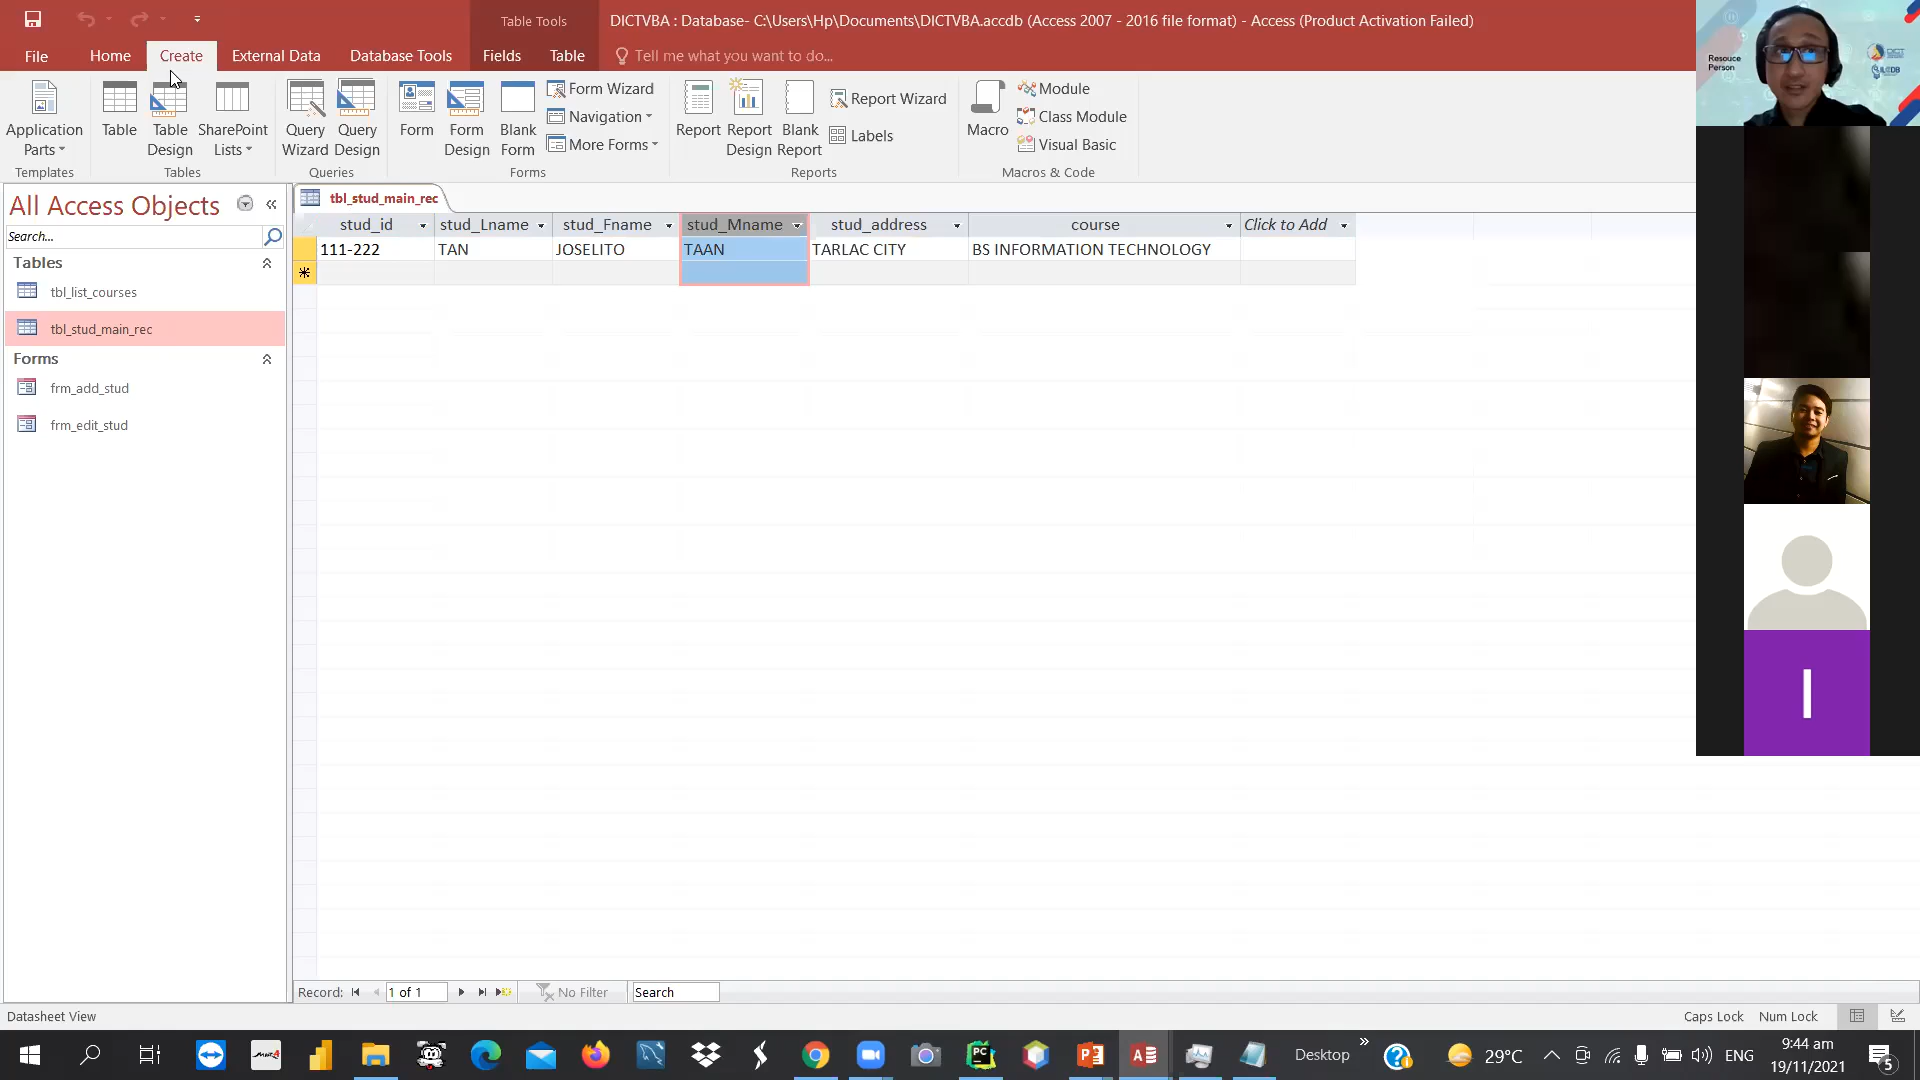 Table Tools
DICTVBA : Database- C:\Users\Hp\Documents\DICTVBA.accdb (Access 2007 - 2016 file format) - Access (Product Activation Failed)
File
Home
Create
External Data
Database Tools
Fields
Table
Tell me what you want to do...
Application Parts
Table
Table Design
SharePoint Lists
Query Wizard
Query Design
Form
Form Design
Blank Form
Form Wizard
Navigation
More Forms
Report
Report Design
Blank Report
Report Wizard
Labels
Macro
Module
Class Module
Visual Basic
Templates
Tables
Queries
Forms
Reports
Macros & Code
Resouce
Person
DICT
ILCDB
All Access Objects
Search...
Tables
tbl_list_courses
tbl_stud_main_rec
Forms
frm_add_stud
frm_edit_stud
tbl_stud_main_rec
stud_id stud_Lname stud_Fname stud_Mname stud_address course Click to Add
111-222 TAN JOSELITO TAAN TARLAC CITY BS INFORMATION TECHNOLOGY
I
Record: 1 of 1 No Filter Search
Datasheet View
Caps Lock Num Lock
Desktop
29°C
ENG
9:44 am
19/11/2021
5